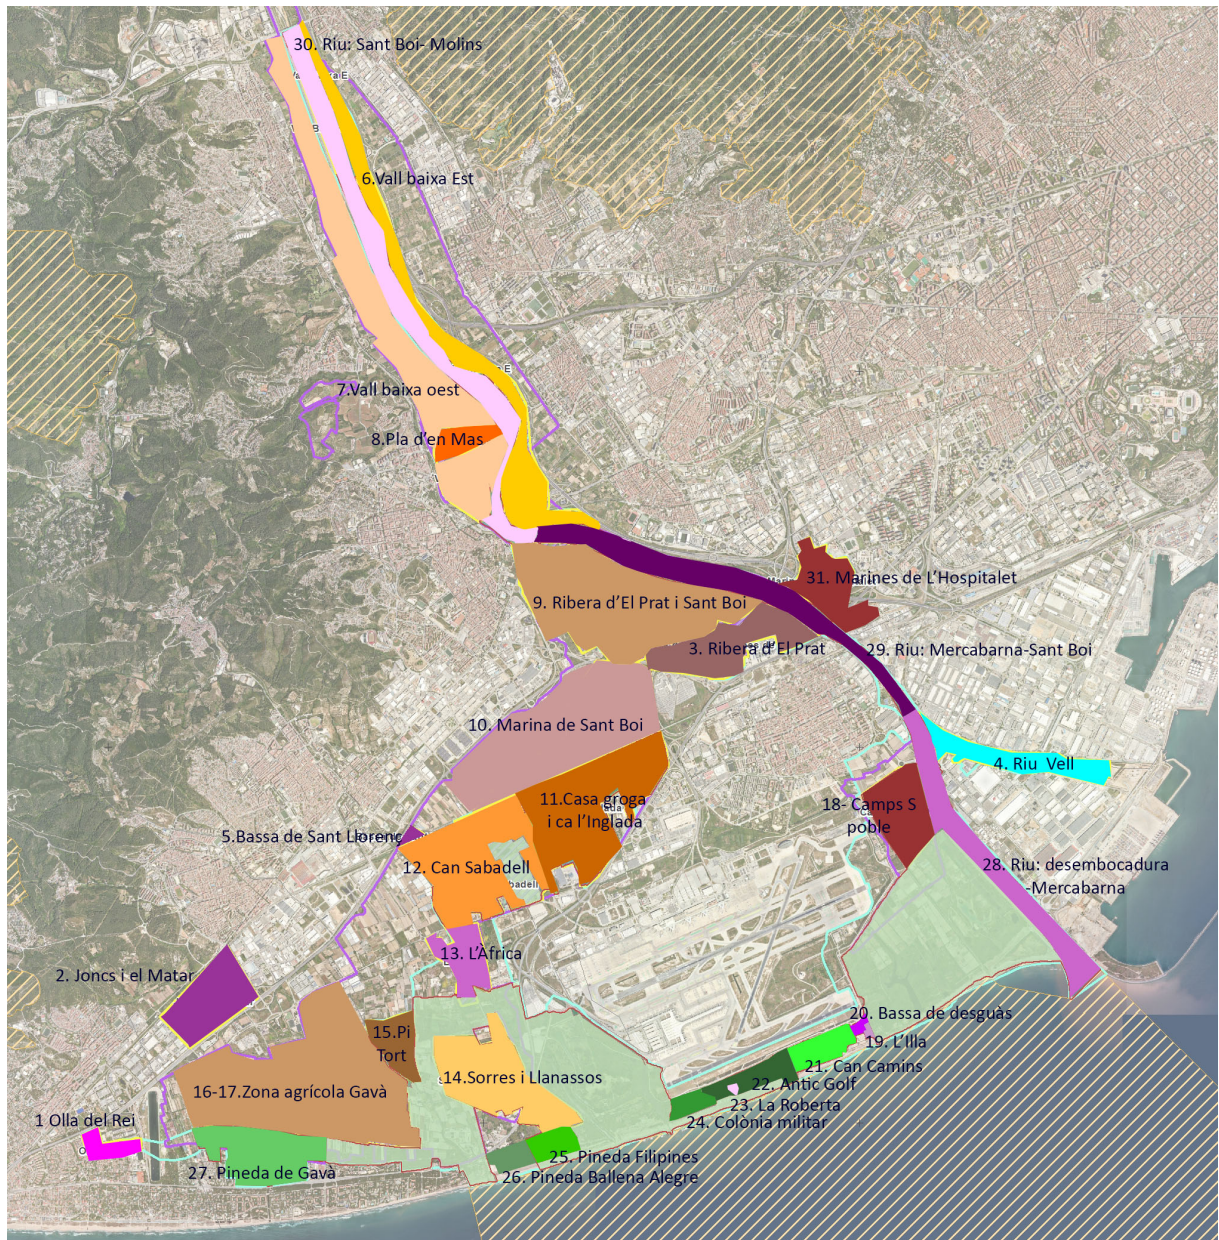 30. Riu: Sant Boi- Molins
6.Vall baixa Est
7.Vall baixa oest
8.Pla d'en Mas
31. Marines de L'Hospitalet
9. Ribera d'El Prat i Sant Boi
3. Ribera d'El Prat
29. Riu: Mercabarna-Sant Boi
10. Marina de Sant Boi
4. Riu Vell
11.Casa groga
i ca l'Inglada
18- Camps S
poble
5.Bassa de Sant Llorenç
12. Can Sabadell
28. Riu: desembocadura
-Mercabarna
13. L'Àfrica
2. Joncs i el Matar
20. Bassa de desguàs
15.Pi
Tort
19. L'Illa
21. Can Camins
14.Sorres i Llanassos
22. Antic Golf
16-17.Zona agrícola Gavà
23. La Roberta
24. Colònia militar
1 Olla del Rei
25. Pineda Filipines
27. Pineda de Gavà
26. Pineda Ballena Alegre